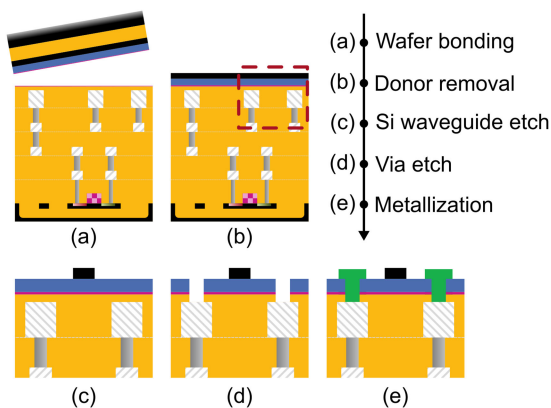 (a) Wafer bonding
(b) Donor removal
(c) Si waveguide etch
(d) Via etch
(e) Metallization
(a)
(b)
(c)
(d)
(e)